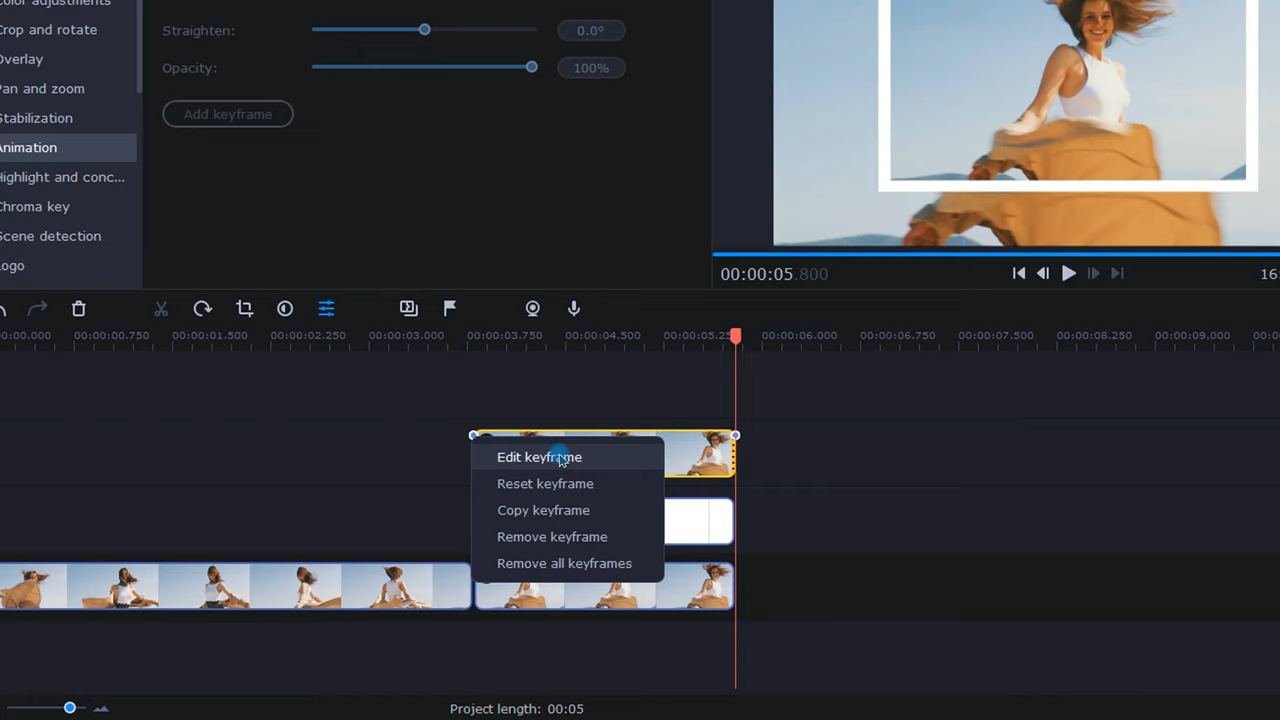 Color adjustments
Crop and rotate
Overlay
Pan and zoom
Stabilization
Animation
Highlight and conc...
Chroma key
Scene detection
Logo
Straighten:
0.0°
Opacity:
100%
Add keyframe
00:00:05.800
16:
00:00:00.000
00:00:00.750
00:00:01.500
00:00:02.250
00:00:03.000
00:00:03.750
00:00:04.500
00:00:05.25
00:00:06.000
00:00:06.750
00:00:07.500
00:00:08.250
00:00:09.000
00:0
Edit keyframe
Reset keyframe
Copy keyframe
Remove keyframe
Remove all keyframes
Project length: 00:05